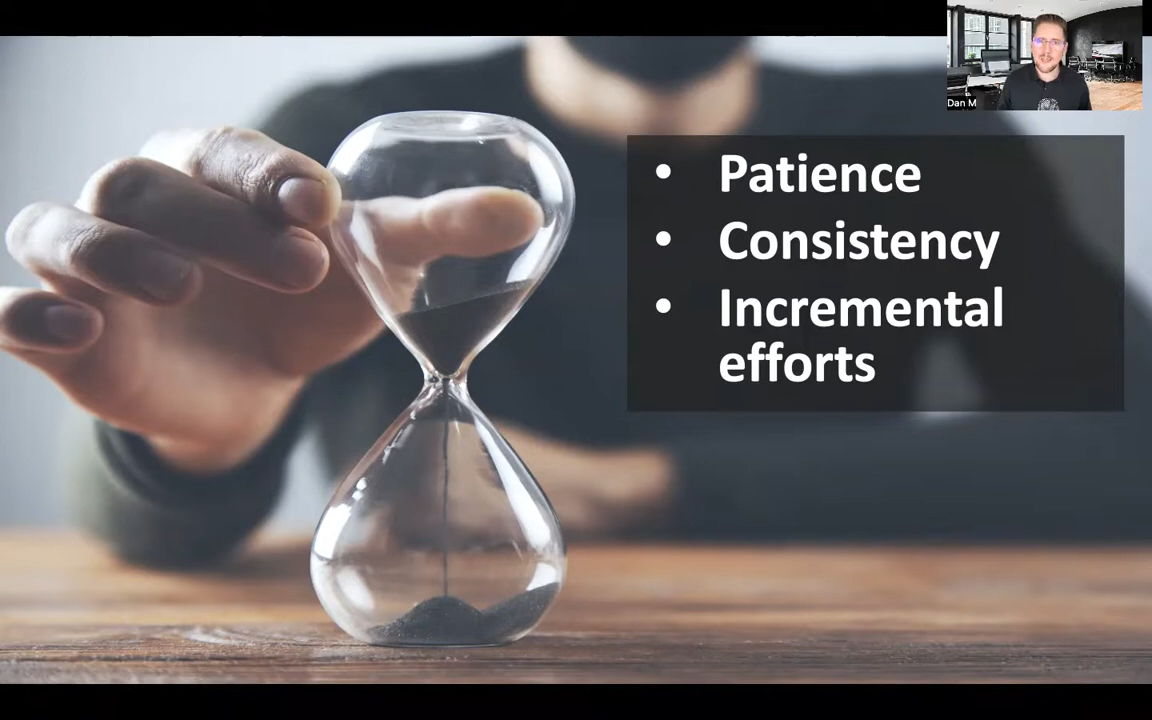 Dan M
• Patience
• Consistency
• Incremental
efforts